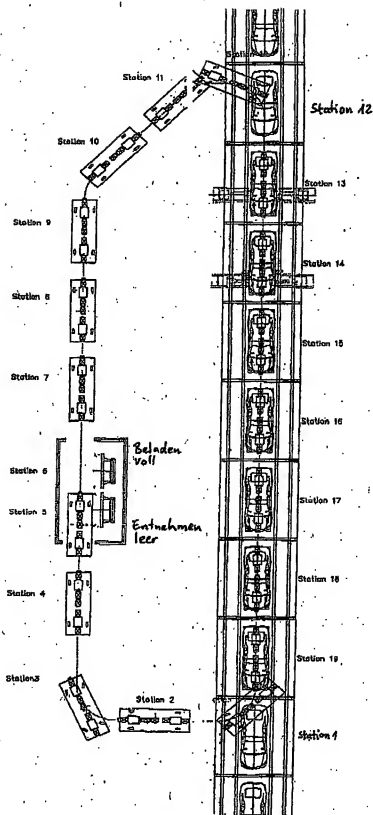 Station 11
Station 12
Station 10
Station 13
Station 9
Station 14
Station 8
Station 15
Station 7
Station 16
Beladen
Voll
Station 6
Station 17
Station 5
Entnehmen
leer
Station 18
Station 4
Station 19
Station3
Station 2
Station 1